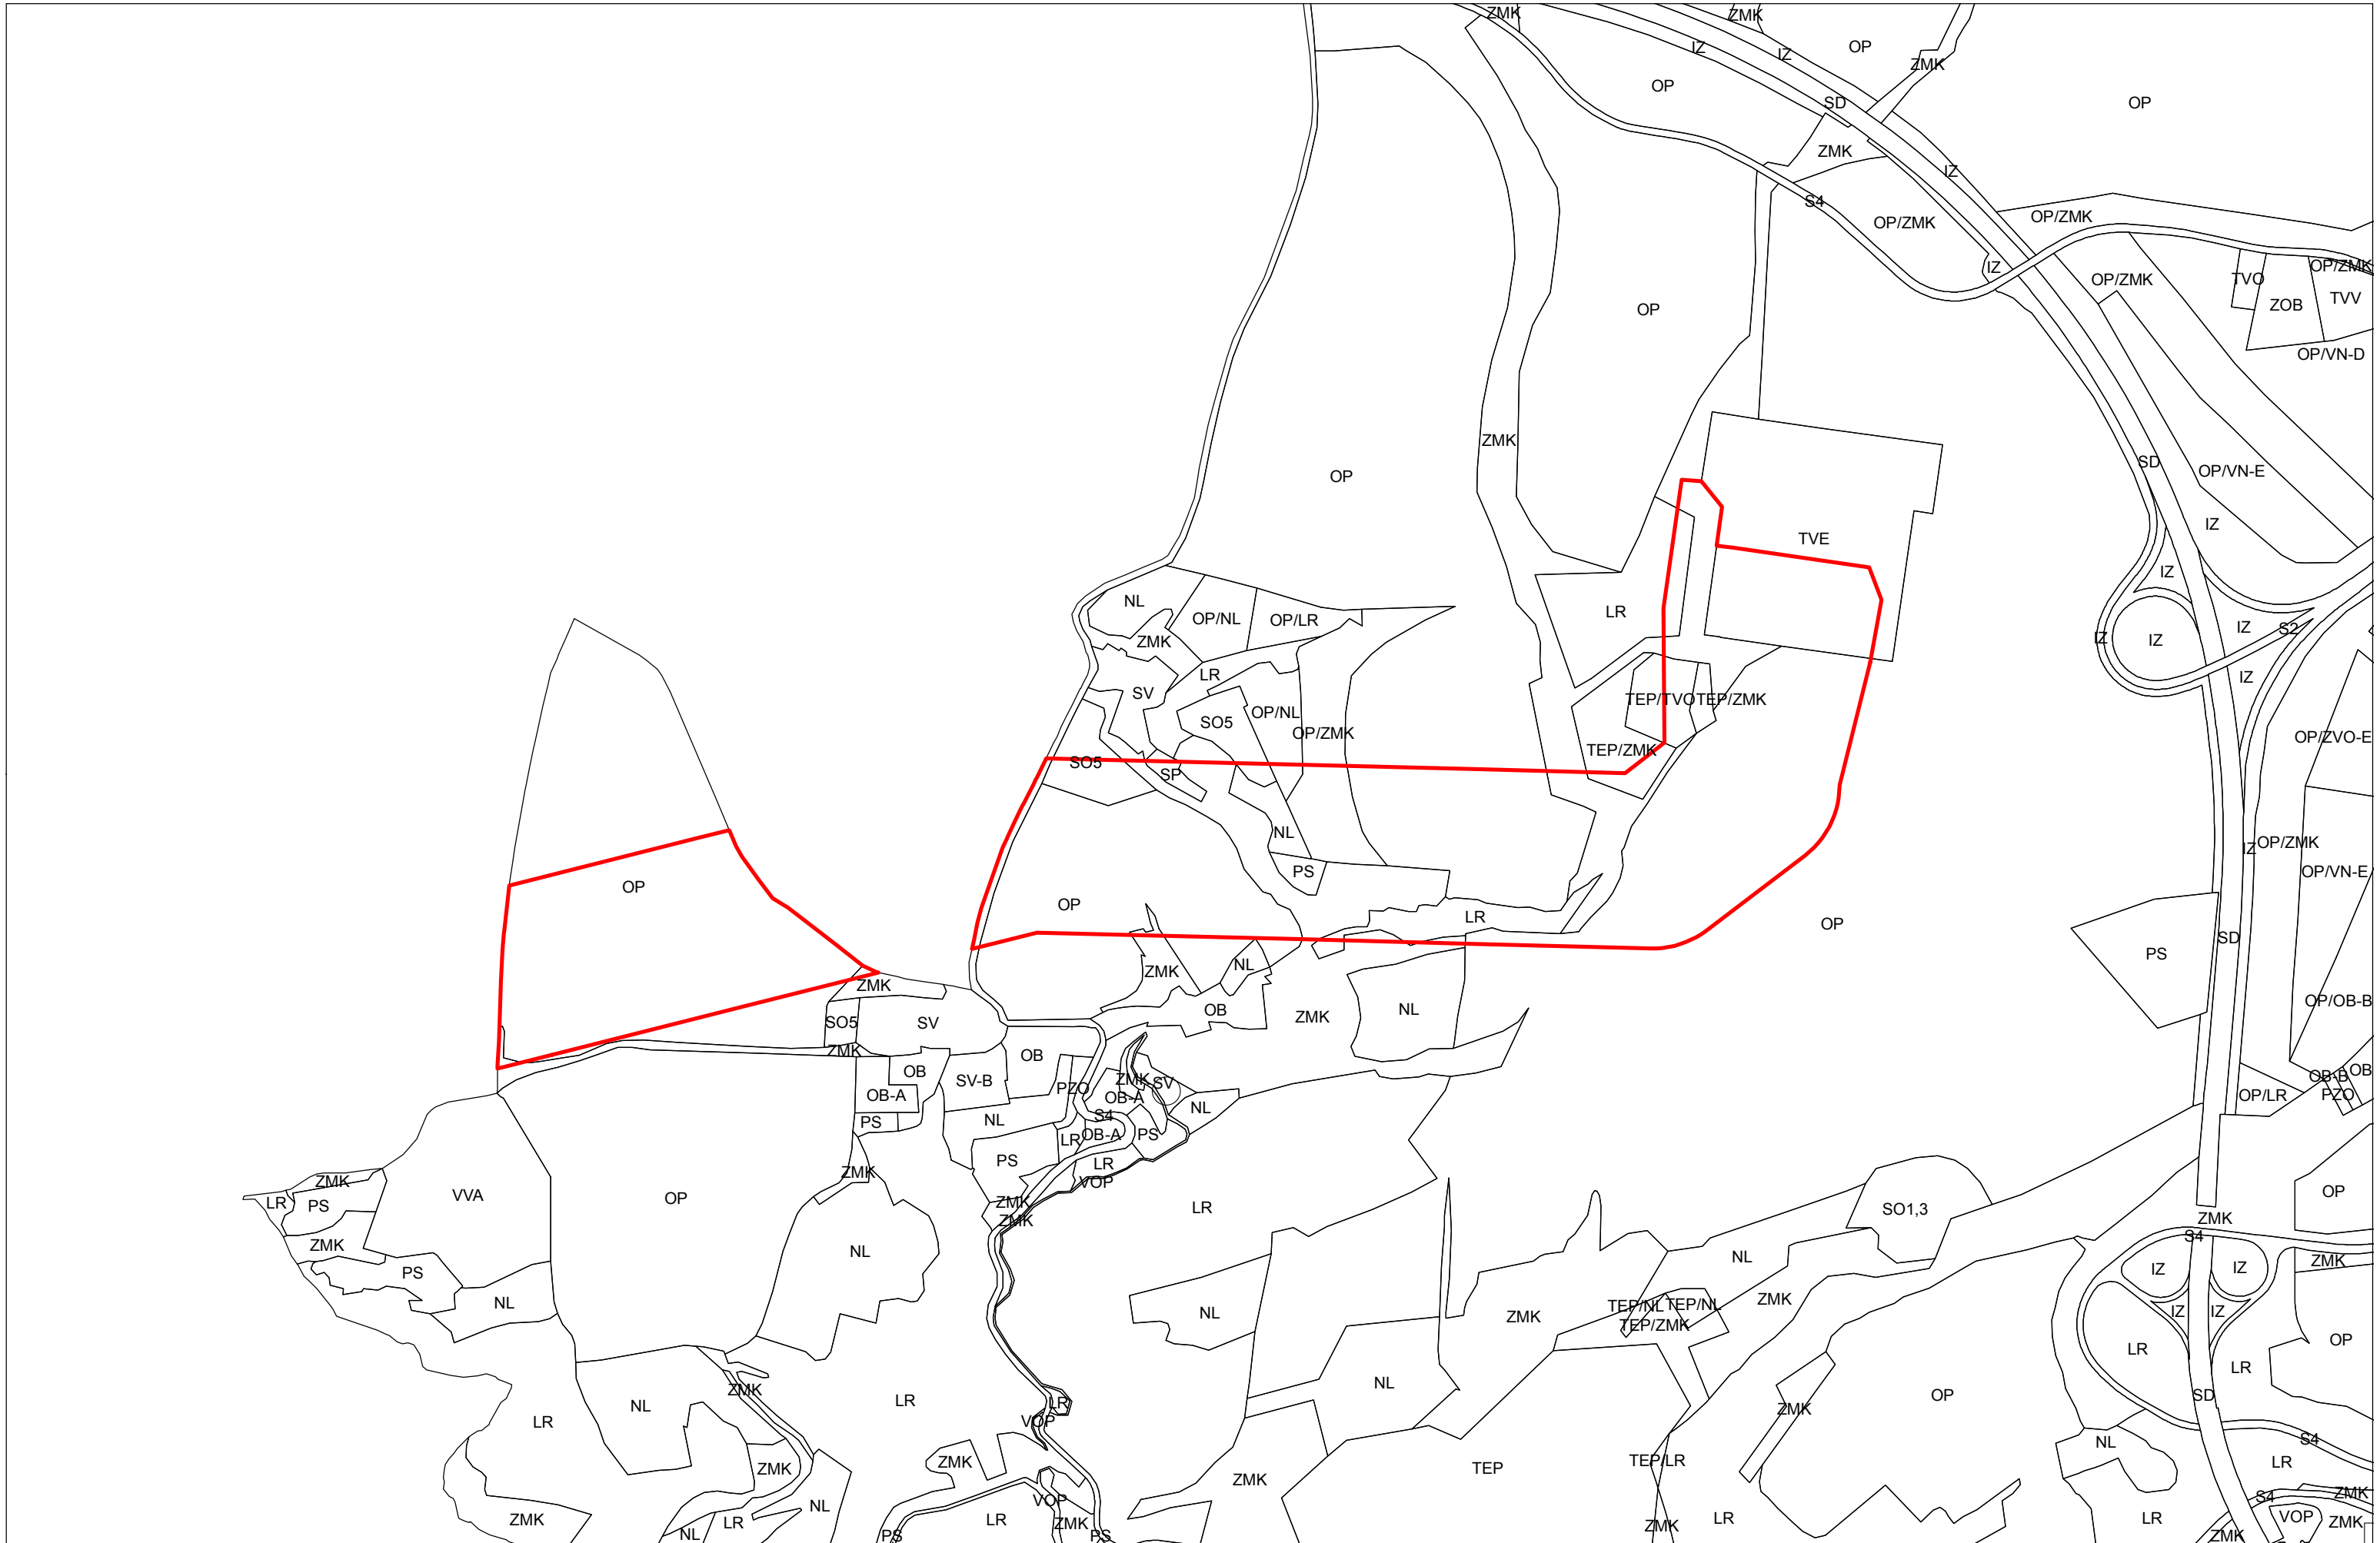 ZMK
ZMK
IZ
IZ
OP
ZMK
OP
SD
OP
ZMK
IZ
S4
OP/ZMK
OP/ZMK
IZ
OP/ZMK
TVO
OP/ZMK
ZOB
TVV
OP/VN-D
OP
ZMK
OP
SD
OP/VN-E
IZ
TVE
IZ
NL
OP/NL
OP/LR
LR
ZMK
IZ
IZ
IZ
S2
LR
IZ
SV
SO5
OP/NL
OP/ZMK
TEP/TVO
TEP/ZMK
TEP/ZMK
OP/ZVO-E
SO5
SP
NL
IZ
OP/ZMK
PS
OP/VN-E
OP
OP
LR
OP
SD
PS
ZMK
NL
ZMK
OP/OB-B
SO5
SV
OB
ZMK
NL
ZMK
OB
OB
SV-B
PZO
ZMK
SV
OB-A
OB-A
OB-B
OB
OP/LR
PZO
PS
NL
S4
NL
LR
OB-A
PS
PS
LR
ZMK
VOP
ZMK
LR
PS
VVA
OP
ZMK
ZMK
LR
SO1,3
OP
ZMK
S4
ZMK
NL
NL
PS
IZ
IZ
ZMK
NL
NL
ZMK
TEP/NL
TEP/NL
ZMK
TEP/ZMK
IZ
IZ
OP
LR
LR
NL
ZMK
OP
SD
NL
LR
LR
VOP
ZMK
LR
NL
S4
ZMK
ZMK
ZMK
TEP
TEP/LR
LR
NL
VOP
S4
ZMK
ZMK
NL
LR
PS
LR
ZMK
PS
ZMK
LR
LR
ZMK
VOP
ZMK